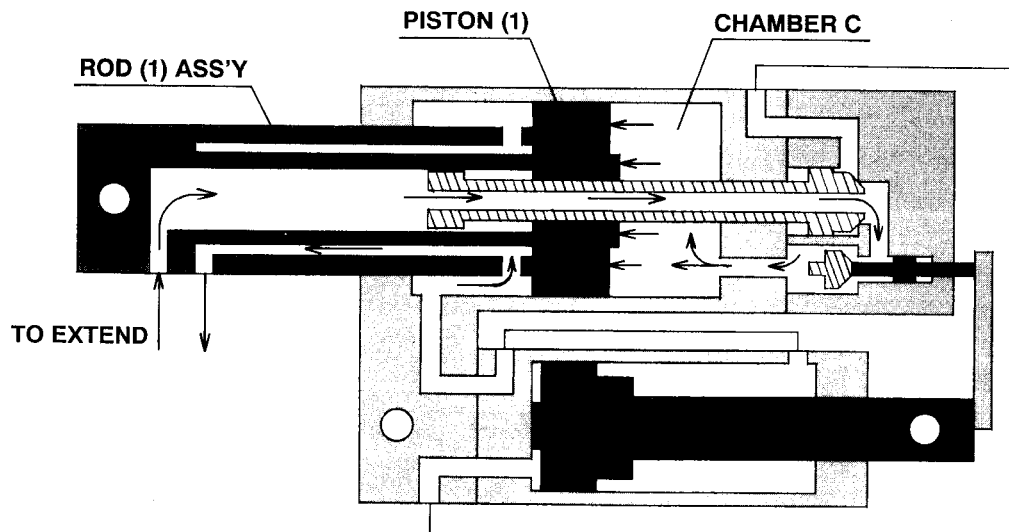 PISTON (1)
CHAMBER C
ROD (1) ASS'Y
TO EXTEND